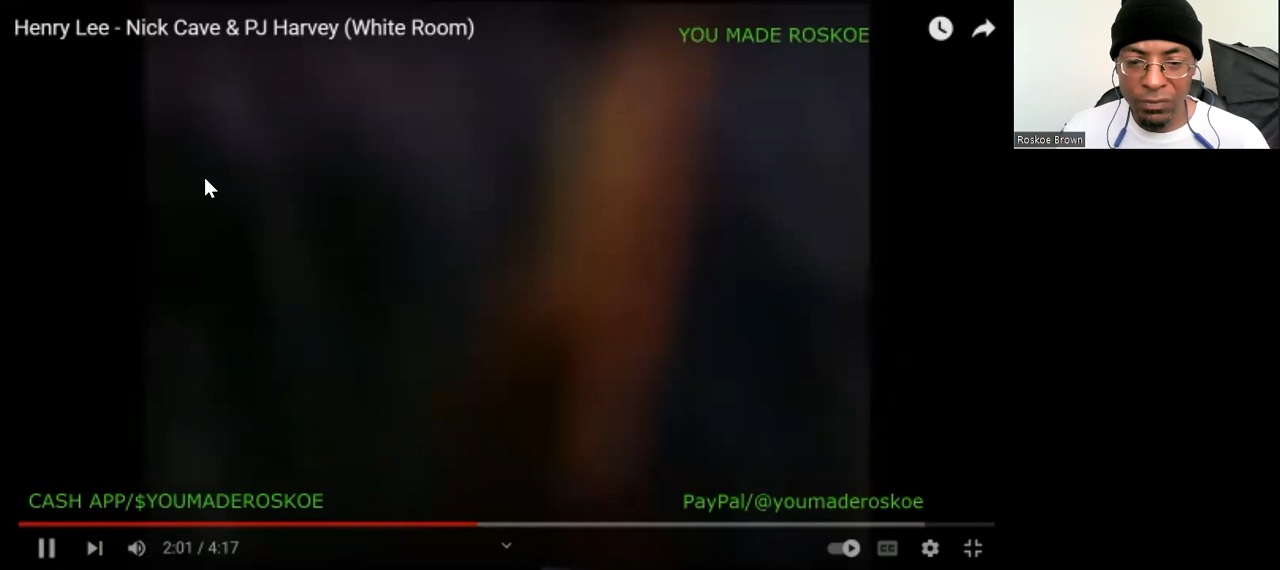 Henry Lee - Nick Cave & PJ Harvey (White Room)
YOU MADE ROSKOE
Roskoe Brown
CASH APP/$YOUMADEROSKOE
PayPal/@youmaderoskoe
2:01 / 4:17
CC